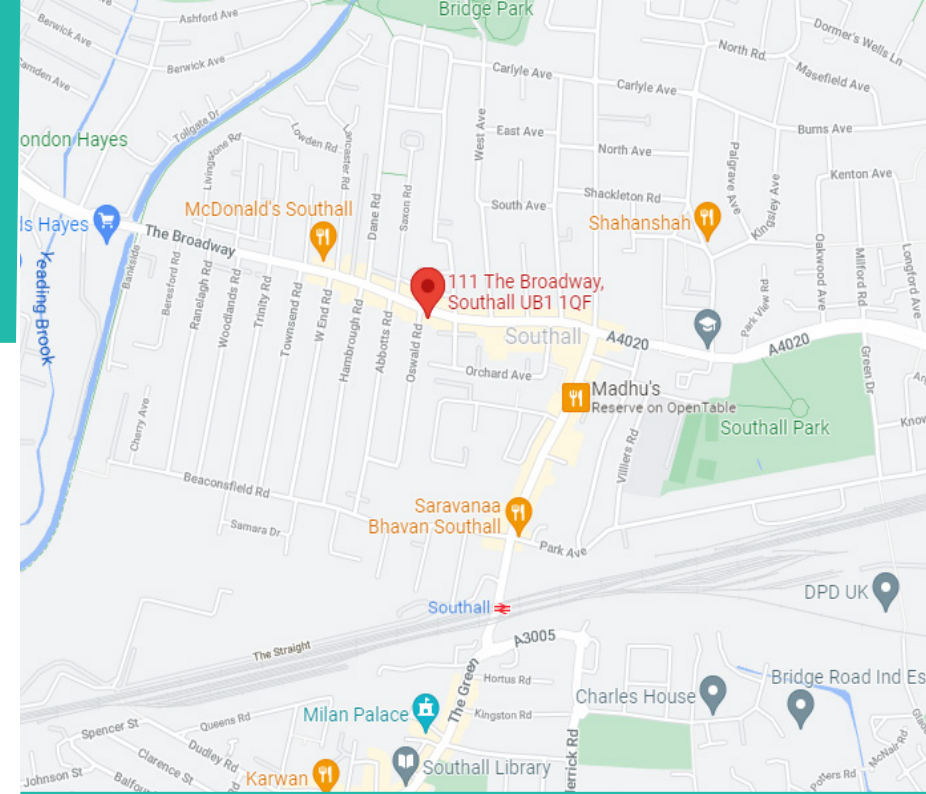 Bridge Park
Ashford Ave
Berwick Ave
Dormer's Wells Ln
North Rd
Berwick Ave
Carlyle Ave
Masefield Ave
Camden Ave
Carlyle Ave
Tollgate Dr
West Ave
East Ave
Burns Ave
London Hayes
Livingstone Rd
Lowden Rd
Lancaster Rd
North Ave
Palgrave Ave
Kenton Ave
Dane Rd
Saxon Rd
Shackleton Rd
Kingsley Ave
McDonald's Southall
South Ave
Shahanshah
ls Hayes
The Broadway
Oakwood Ave
Milford Rd
Longford Ave
Yeading Brook
Bankside
Beresford Rd
Ranelagh Rd
Woodlands Rd
Trinity Rd
Townsend Rd
W End Rd
Hambrough Rd
Abbotts Rd
Oswald Rd
111 The Broadway,
Southall UB1 1QF
Park View Rd
Southall
A4020
A4020
Green Dr
Orchard Ave
Madhu's
Reserve on OpenTable
Cherry Ave
Southall Park
Know
Villiers Rd
Beaconsfield Rd
Saravanaa
Bhavan Southall
Samara Dr
Park Ave
DPD UK
Southall
A3005
The Straight
The Green
Hortus Rd
Bridge Road Ind Es
Charles House
Milan Palace
Kingston Rd
Spencer St
Queens Rd
Dudley Rd
Clarence St
McNair Rd
Merrick Rd
Southall Library
Karwan
Johnson St
Balfou
Potters Rd